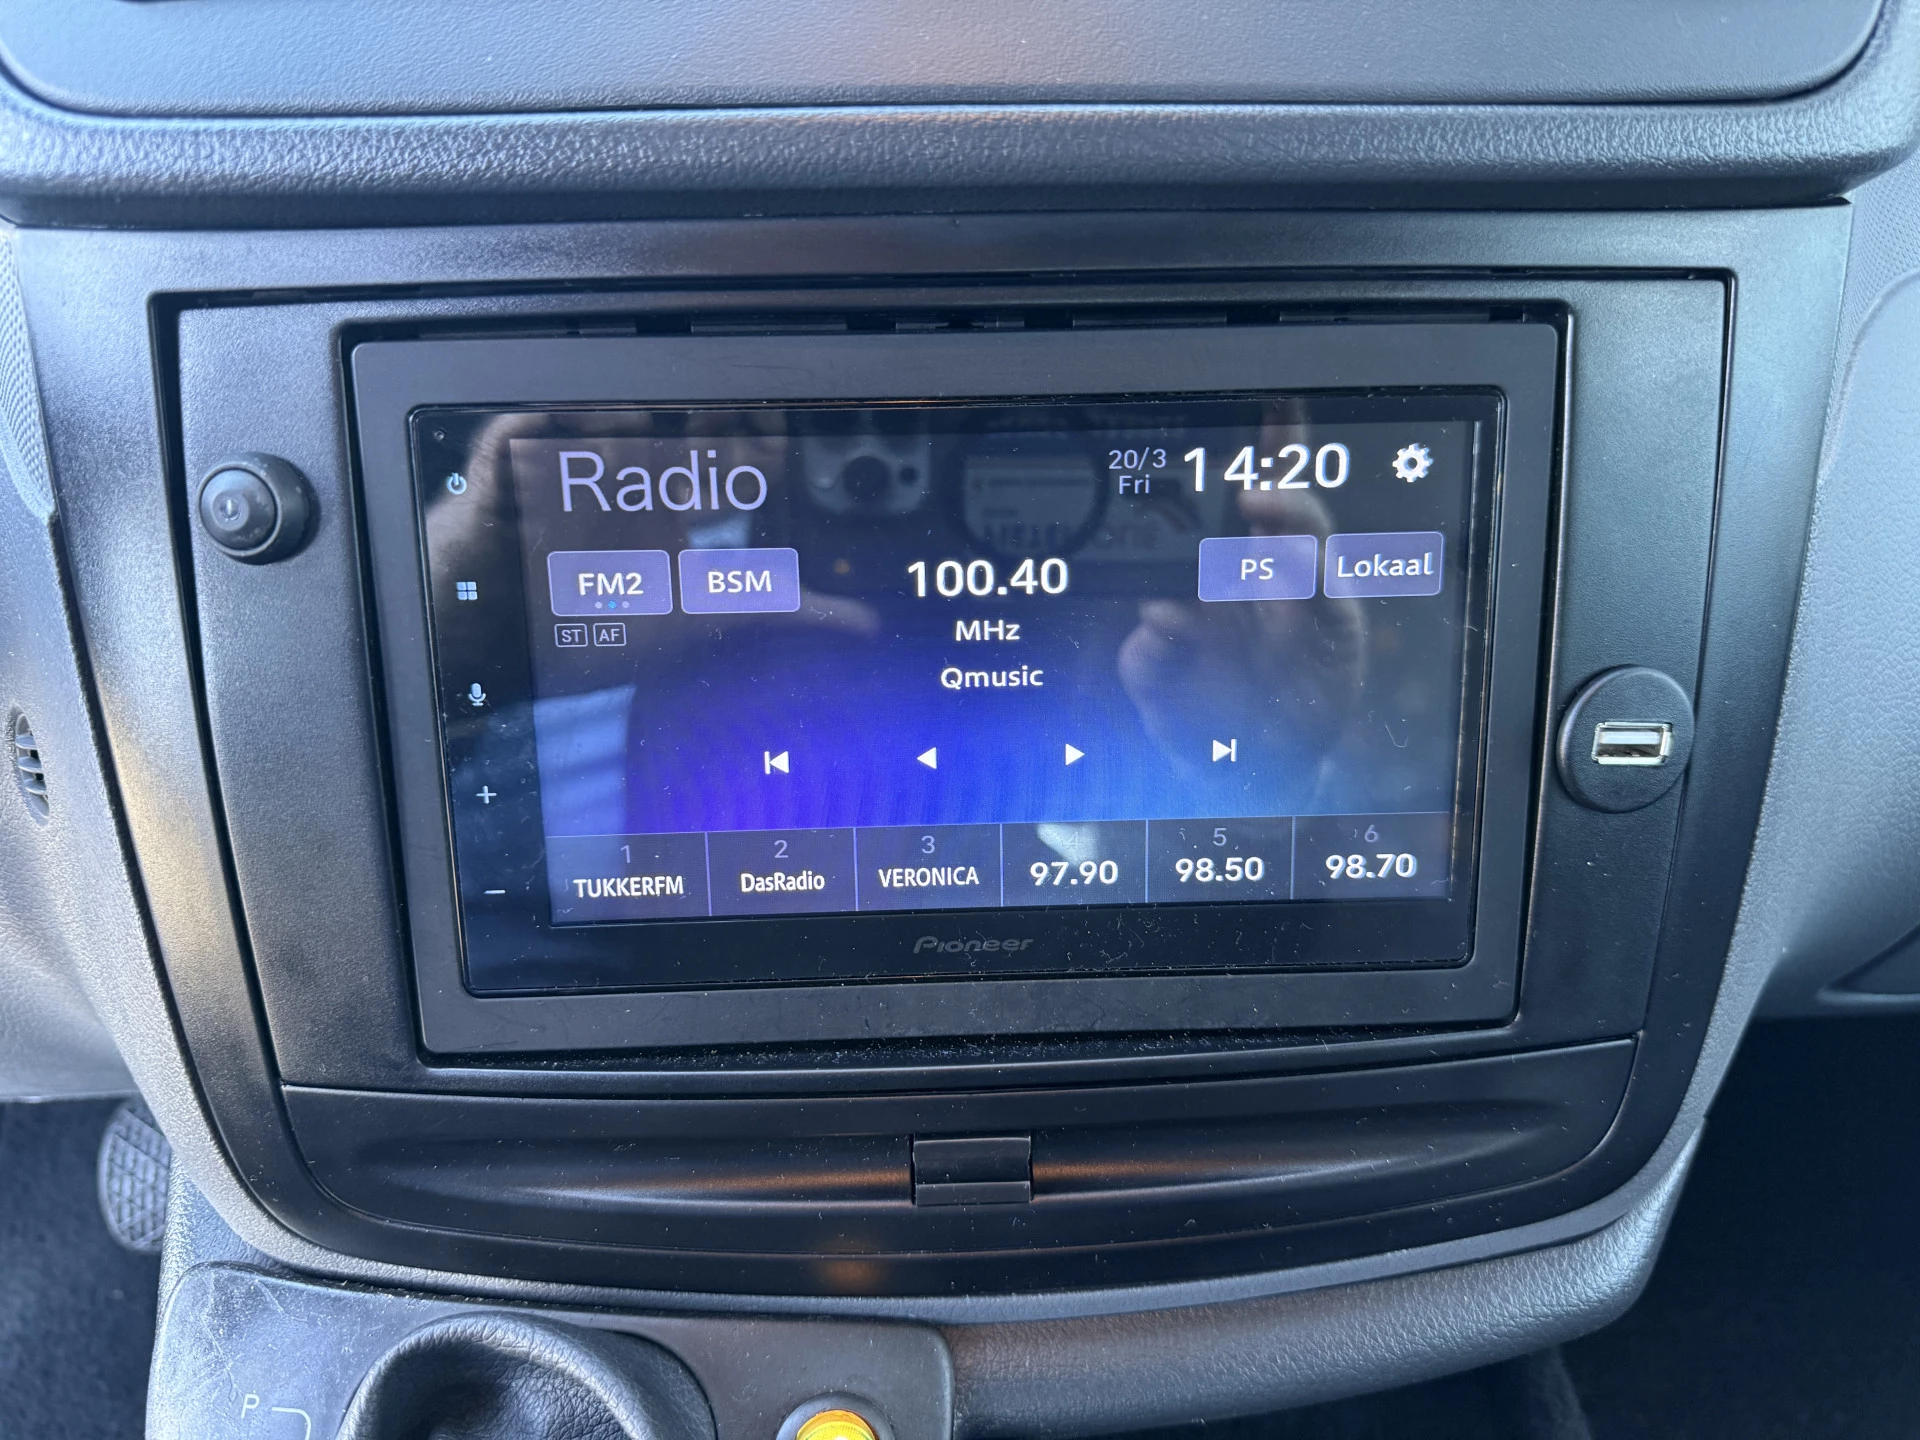 Radio
20/3
Fri
14:20
FM2
BSM
100.40
PS
Lokaal
ST AF
MHz
Qmusic
1
TUKKERFM
2
DasRadio
3
VERONICA
4
97.90
5
98.50
6
98.70
Pioneer
P